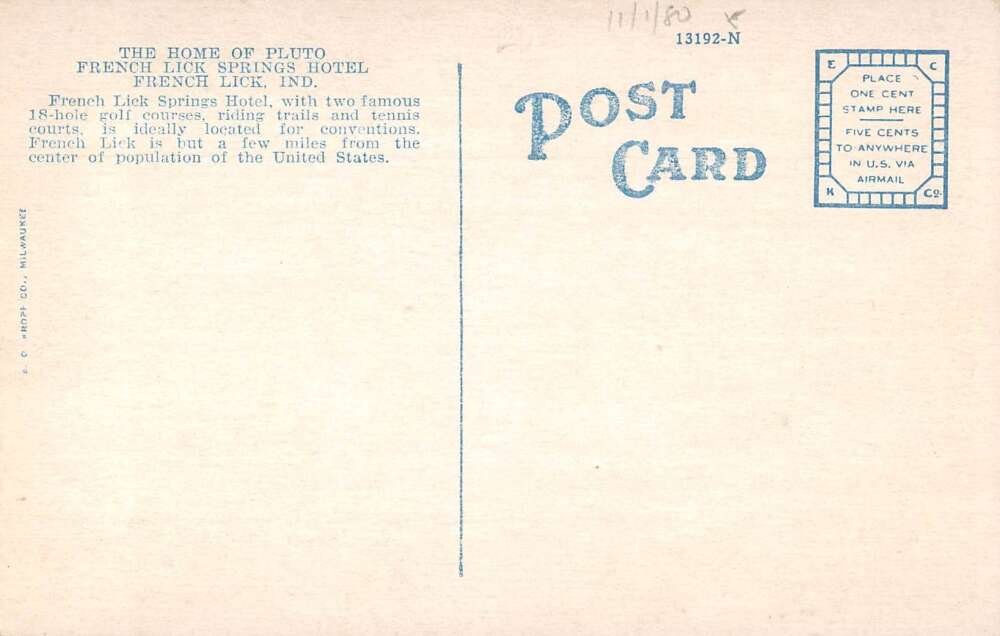 11/1/80
13192-N
THE HOME OF PLUTO
FRENCH LICK SPRINGS HOTEL
FRENCH LICK, IND.
French Lick Springs Hotel, with two famous
18-hole golf courses, riding trails and tennis
courts, is ideally located for conventions.
French Lick is but a few miles from the
center of population of the United States.
POST
CARD
E C
PLACE
ONE CENT
STAMP HERE
FIVE CENTS
TO ANYWHERE
IN U.S. VIA
AIRMAIL
K Co.
E. C. KROPP CO., MILWAUKEE